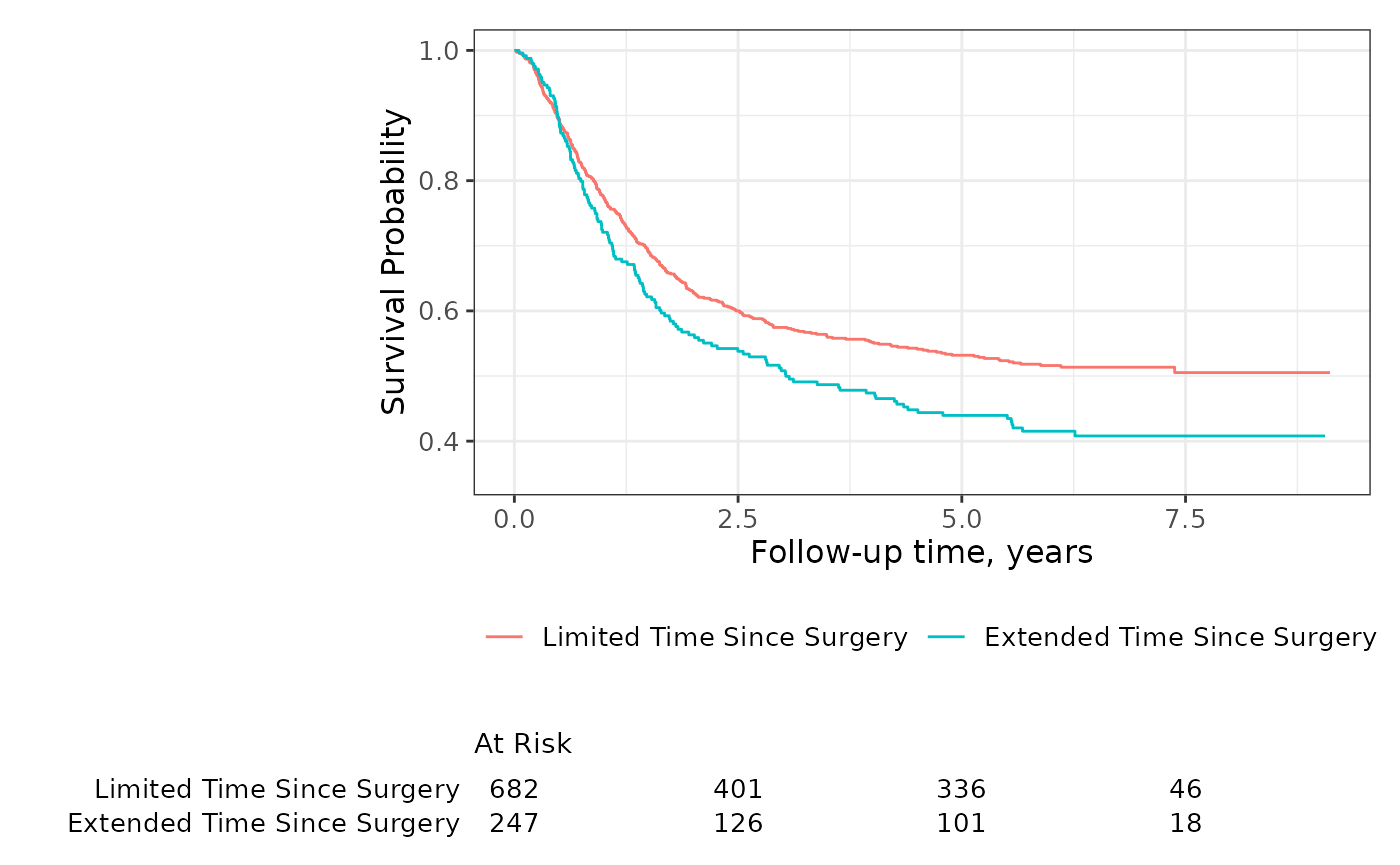 1.0
0.8
0.6
0.4
Survival Probability
0.0 2.5 5.0 7.5
Follow-up time, years
Limited Time Since Surgery Extended Time Since Surgery
At Risk
Limited Time Since Surgery 682 401 336 46
Extended Time Since Surgery 247 126 101 18